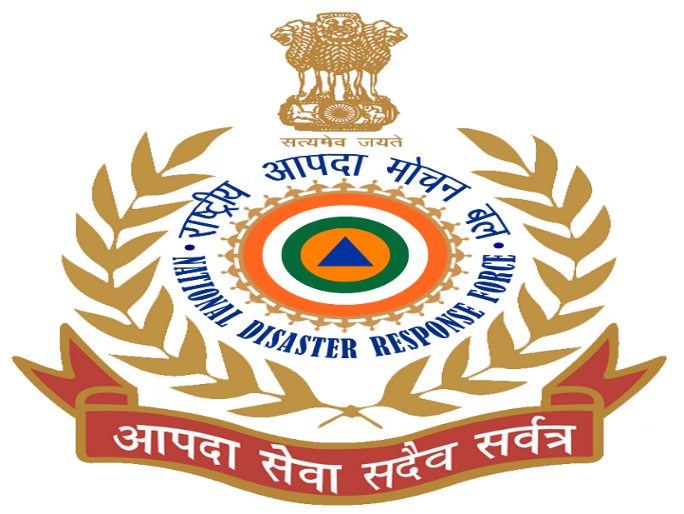 सत्यमेव जयते
राष्ट्रीय आपदा मोचन बल
NATIONAL DISASTER RESPONSE FORCE
आपदा सेवा सदैव सर्वत्र